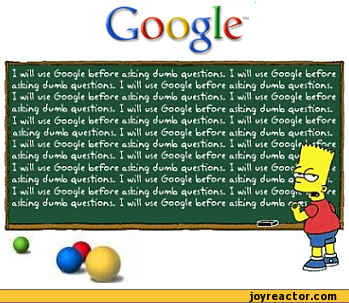 Google™
I will use Google before asking dumb questions. I will use Google before
asking dumb questions. I will use Google before asking dumb questions.
I will use Google before asking dumb questions. I will use Google before
asking dumb questions. I will use Google before asking dumb questions.
I will use Google before asking dumb questions. I will use Google before
asking dumb questions. I will use Google before asking dumb questions.
I will use Google before asking dumb questions. I will use Google before
asking dumb questions. I will use Google before asking dumb qu
I will use Google before asking dumb questions. I will use Goog
asking dumb questions. I will use Google before asking dumb
I will use Google before asking dumb questions. I will use Goog
asking dumb questions. I will use Google before asking dumb ques
joyreactor.com